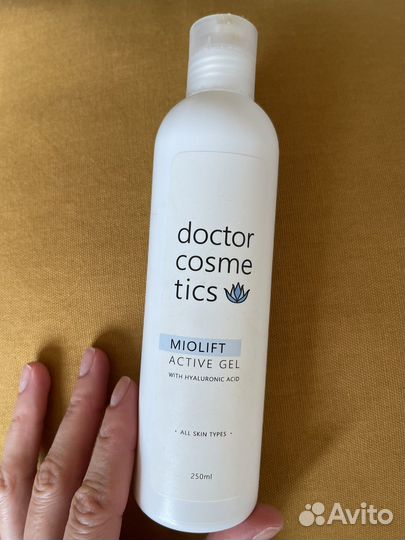 doctor
cosme
tics
MIOLIFT
ACTIVE GEL
WITH HYALURONIC ACID
• ALL SKIN TYPES •
250ml
Avito